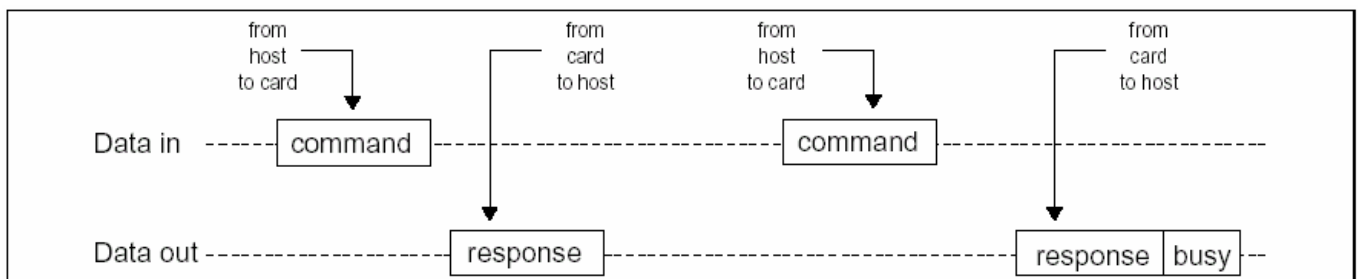 from
host
to card
from
card
to host
from
host
to card
from
card
to host
Data in
command
command
Data out
response
response
busy